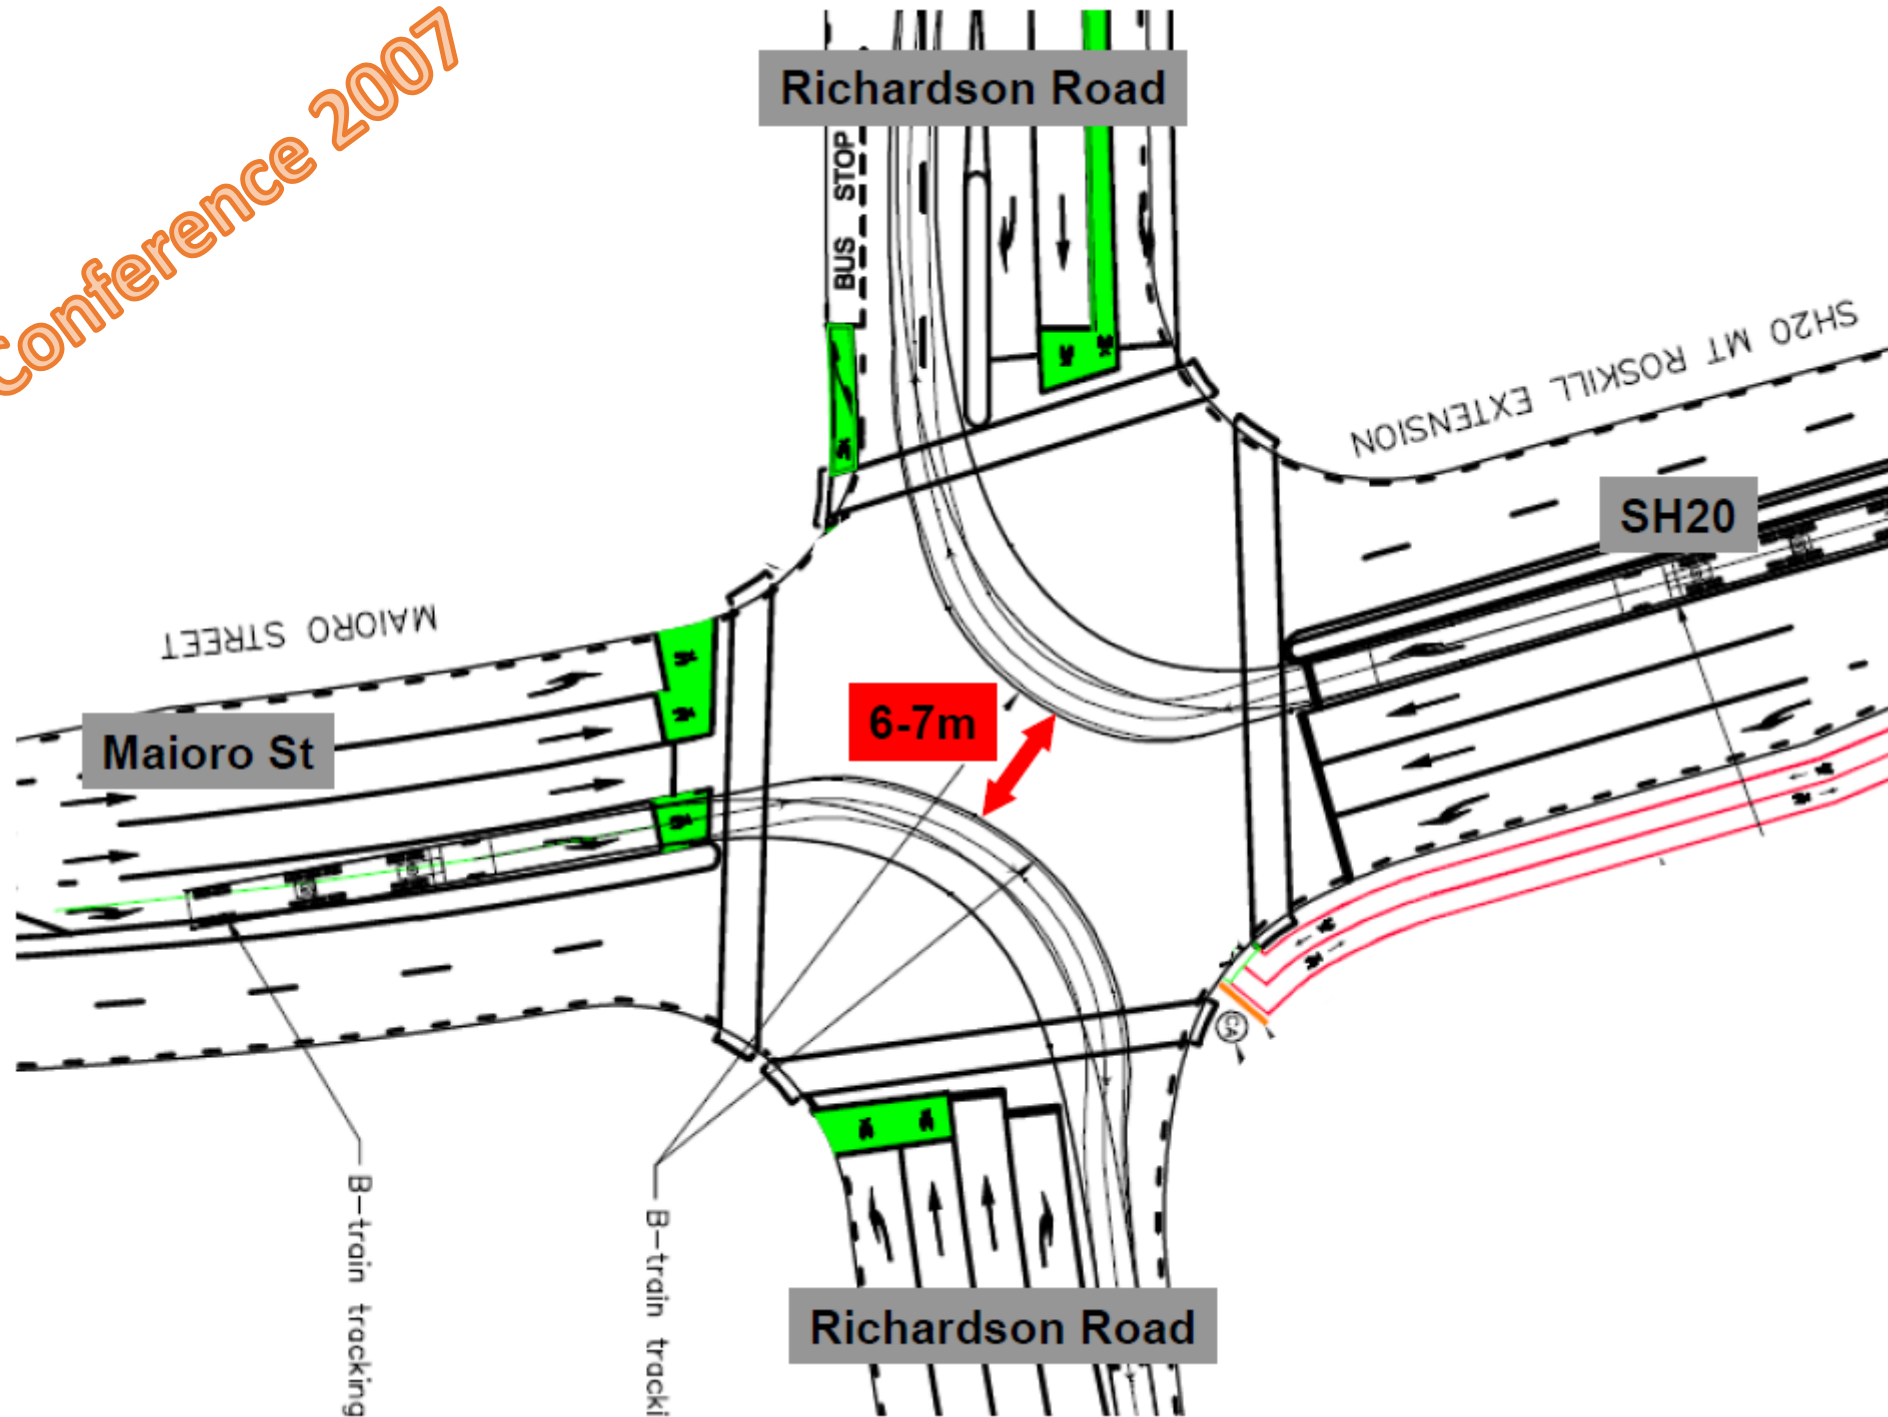 Conference 2007
Richardson Road
BUS STOP
SH20 MT ROSKILL EXTENSION
SH20
MAIORO STREET
Maioro St
6-7m
CA
Richardson Road
B-train tracking
B-train tracki